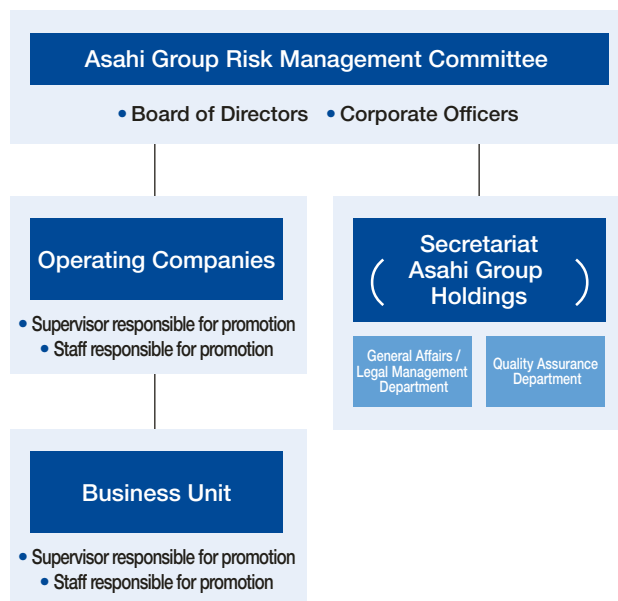 Asahi Group Risk Management Committee
• Board of Directors • Corporate Officers
Operating Companies
• Supervisor responsible for promotion
• Staff responsible for promotion
Secretariat
(Asahi Group
Holdings)
General Affairs /
Legal Management
Department
Quality Assurance
Department
Business Unit
• Supervisor responsible for promotion
• Staff responsible for promotion